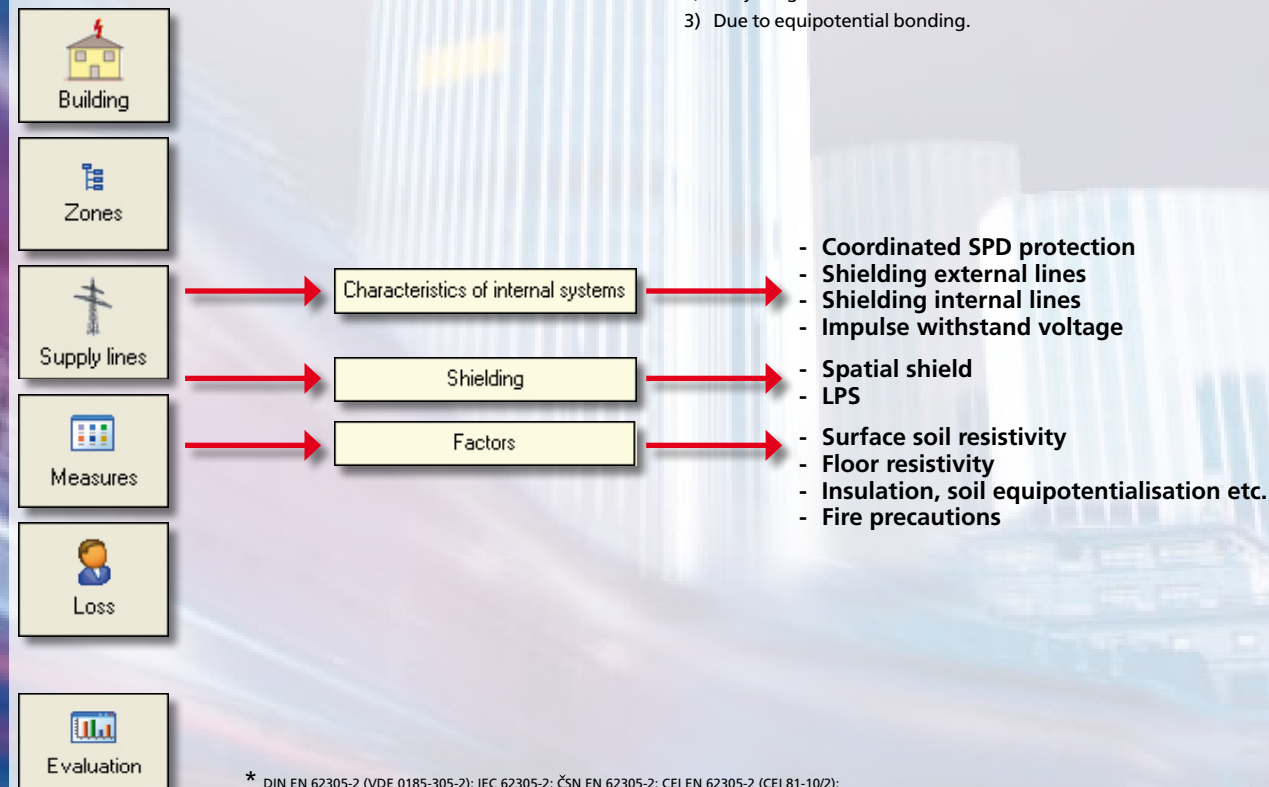 3) Due to equipotential bonding.
Building
Zones
Supply lines
Measures
Loss
Evaluation
Characteristics of internal systems
Shielding
Factors
- Coordinated SPD protection
- Shielding external lines
- Shielding internal lines
- Impulse withstand voltage
- Spatial shield
- LPS
- Surface soil resistivity
- Floor resistivity
- Insulation, soil equipotentialisation etc.
- Fire precautions
* DIN EN 62305-2 (VDE 0185-305-2); IEC 62305-2; ČSN EN 62305-2; CEI EN 62305-2 (CEI 81-10/2);